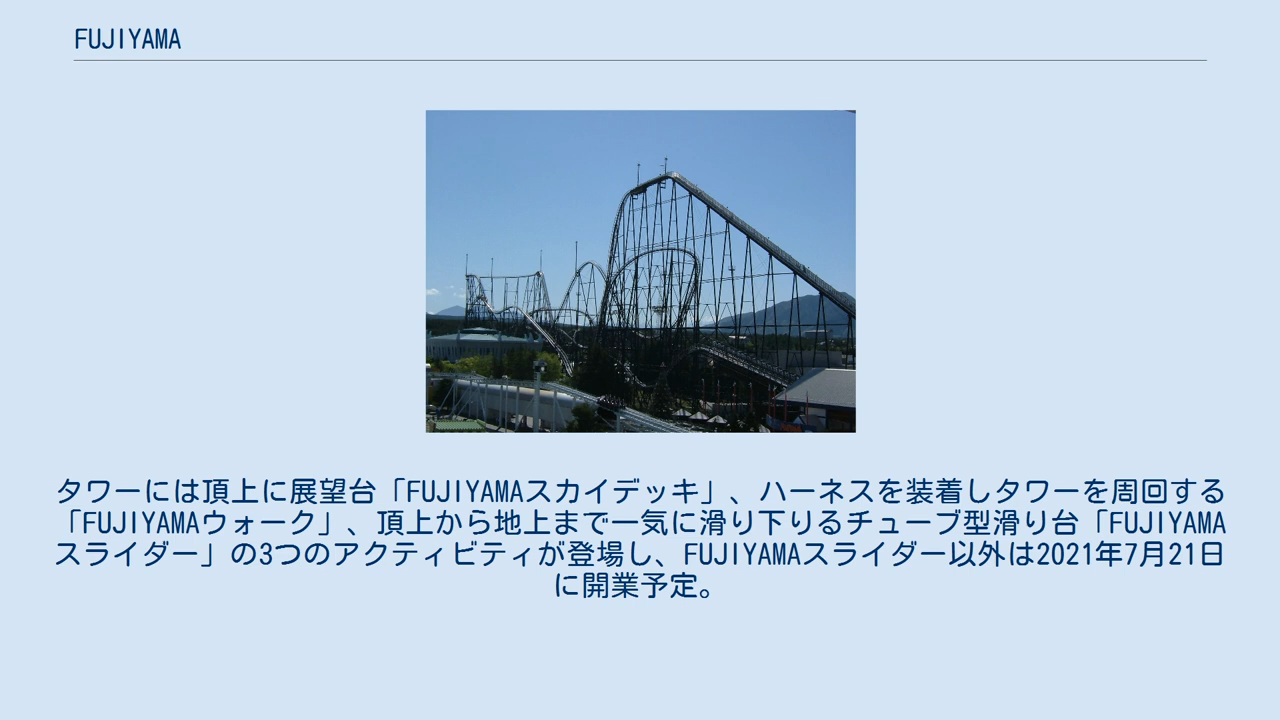 FUJIYAMA
タワーには頂上に展望台「FUJIYAMAスカイデッキ」、ハーネスを装着しタワーを周回する
「FUJIYAMAウォーク」、頂上から地上まで一気に滑り下りるチューブ型滑り台「FUJIYAMA
スライダー」の3つのアクティビティが登場し、FUJIYAMAスライダー以外は2021年7月21日
に開業予定。